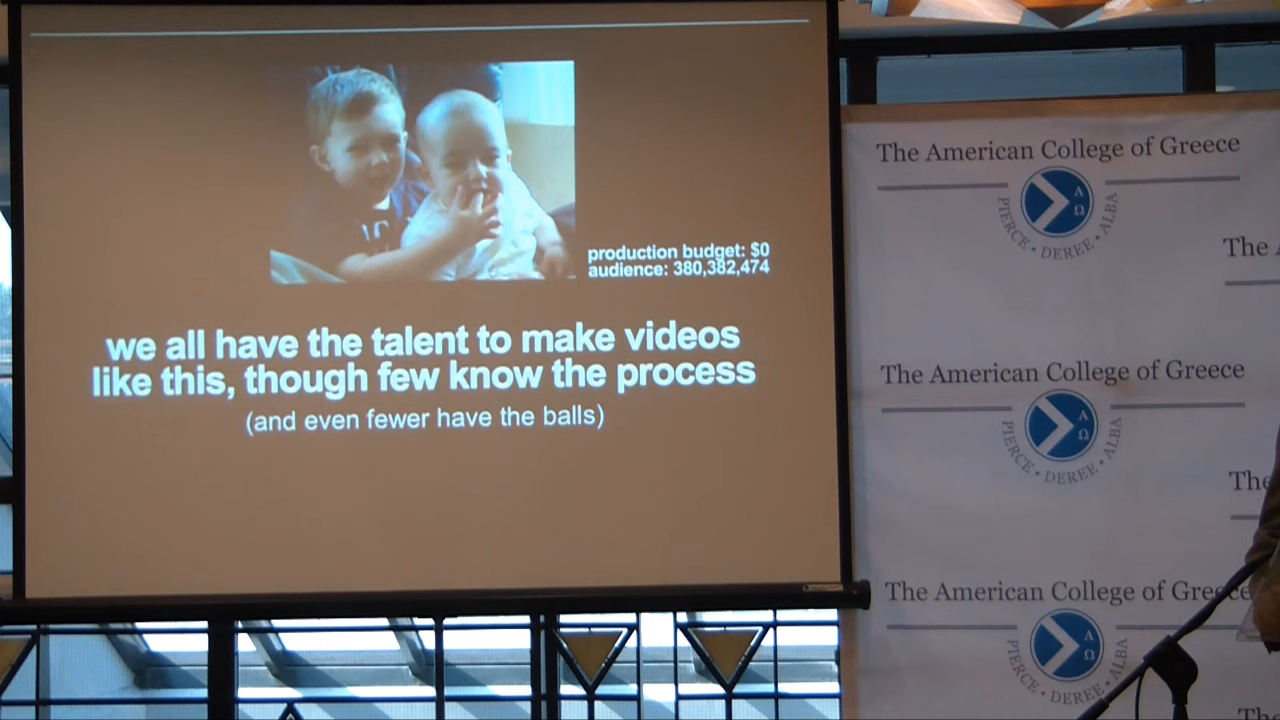 production budget: $0
audience: 380,382,474
we all have the talent to make videos
like this, though few know the process
(and even fewer have the balls)
The American College of Greece
Α
Ω
PIERCE • DEREE • ALBA
The
The American College of Greece
Α
Ω
PIERCE • DEREE • ALBA
The
The American College of Greece
Α
Ω
PIERCE • DEREE • ALBA
The